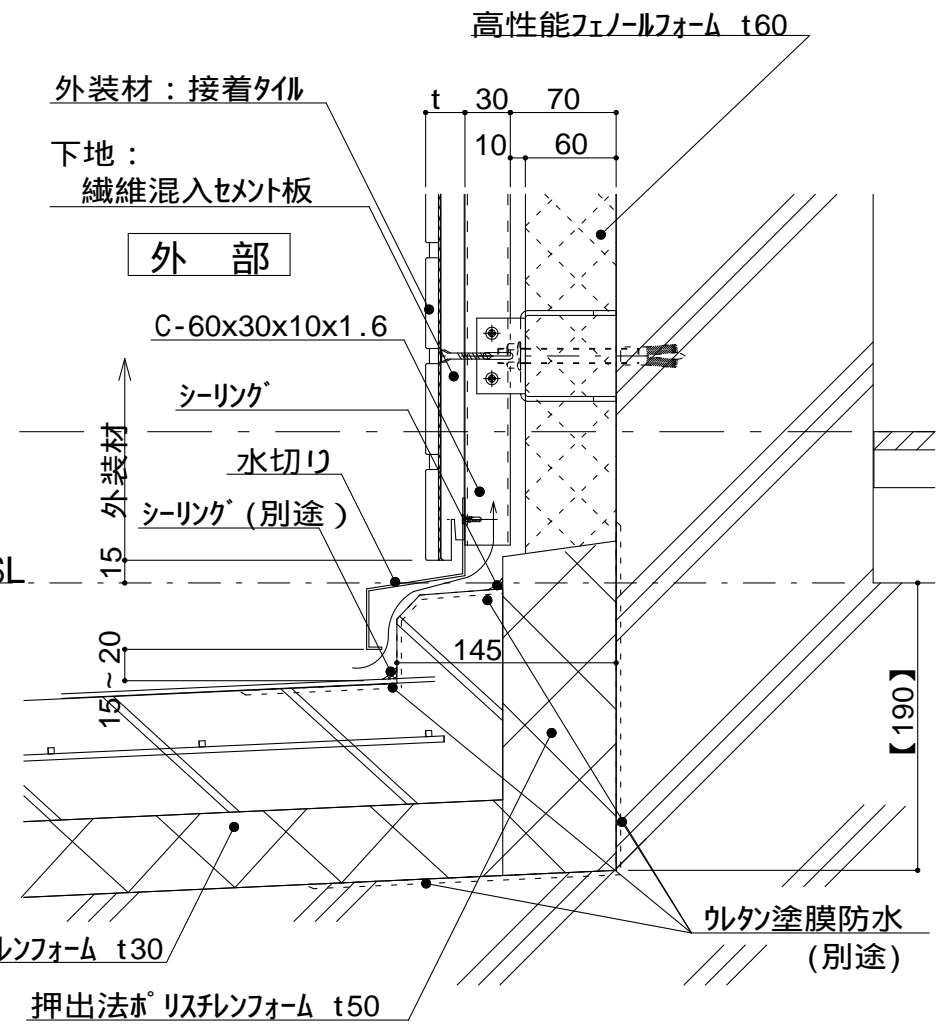 高性能フェノールフォーム t60
外装材：接着タイル
t 30 70
10 60
下地：
繊維混入セメント板
外 部
C-60x30x10x1.6
シーリング
外装材
水切り
シーリング(別途)
15
SL
15~20
145
【190】
ウレタン塗膜防水
(別途)
レンフォーム t30
押出法ポリスチレンフォーム t50